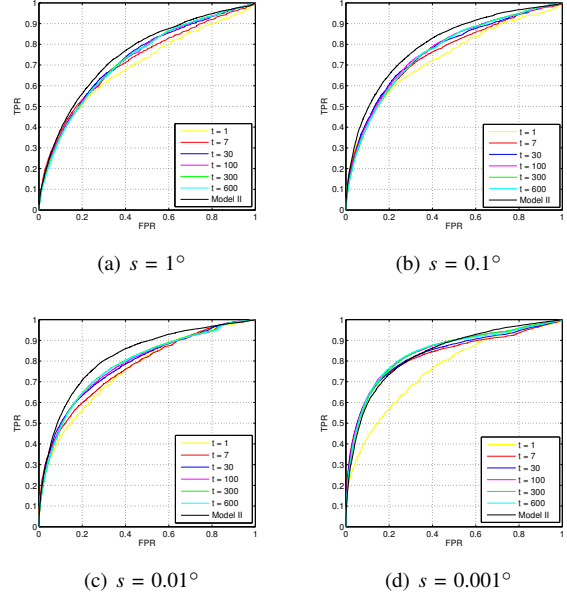 1
0.9
0.8
0.7
0.6
0.5
0.4
0.3
0.2
0.1
0
TPR
t = 1
t = 7
t = 30
t = 100
t = 300
t = 600
Model II
0 0.2 0.4 0.6 0.8 1
FPR
(a) s = 1°
1
0.9
0.8
0.7
0.6
0.5
0.4
0.3
0.2
0.1
0
TPR
t = 1
t = 7
t = 30
t = 100
t = 300
t = 600
Model II
0 0.2 0.4 0.6 0.8 1
FPR
(b) s = 0.1°
1
0.9
0.8
0.7
0.6
0.5
0.4
0.3
0.2
0.1
0
TPR
t = 1
t = 7
t = 30
t = 100
t = 300
t = 600
Model II
0 0.2 0.4 0.6 0.8 1
FPR
(c) s = 0.01°
1
0.9
0.8
0.7
0.6
0.5
0.4
0.3
0.2
0.1
0
TPR
t = 1
t = 7
t = 30
t = 100
t = 300
t = 600
Model II
0 0.2 0.4 0.6 0.8 1
FPR
(d) s = 0.001°